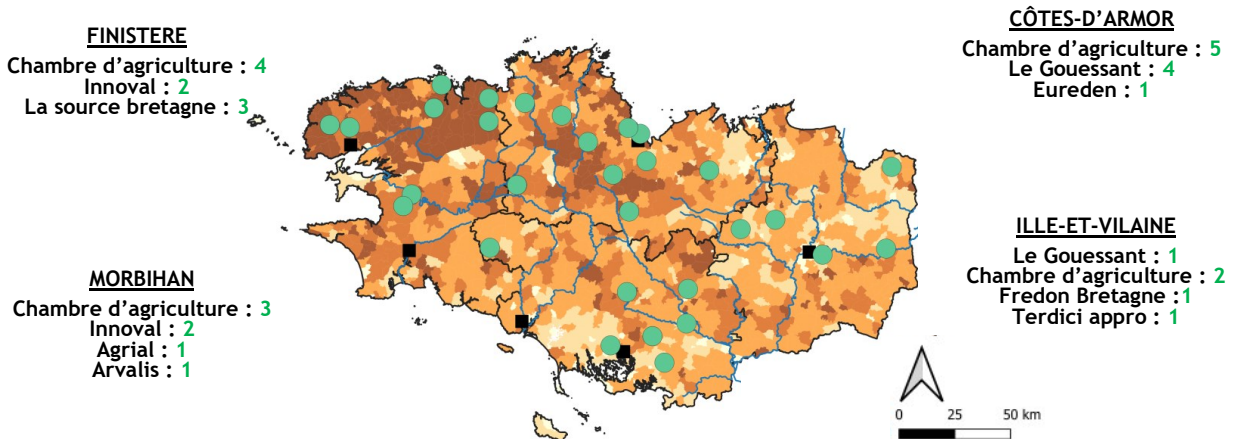 FINISTERE
Chambre d'agriculture : 4
Innoval : 2
La source bretagne : 3
MORBIHAN
Chambre d'agriculture : 3
Innoval : 2
Agrial : 1
Arvalis : 1
CÔTES-D'ARMOR
Chambre d'agriculture : 5
Le Gouessant : 4
Eureden : 1
ILLE-ET-VILAINE
Le Gouessant : 1
Chambre d'agriculture : 2
Fredon Bretagne :1
Terdici appro : 1
0 25 50 km